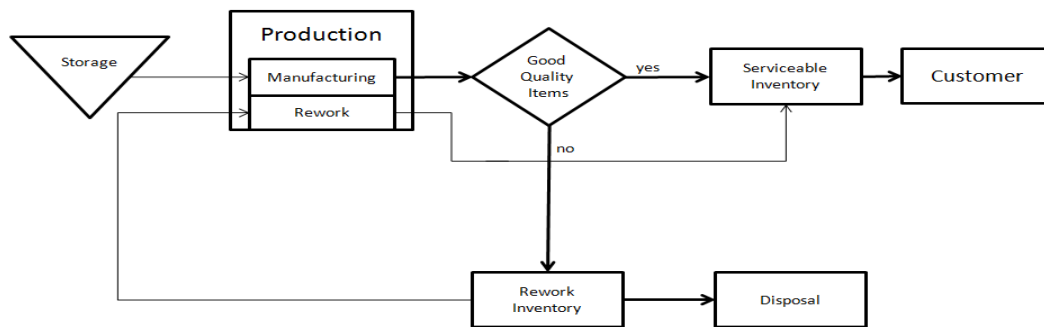 Production
Storage
Manufacturing
Rework
Good
Quality
Items
yes
Serviceable
Inventory
Customer
no
Rework
Inventory
Disposal